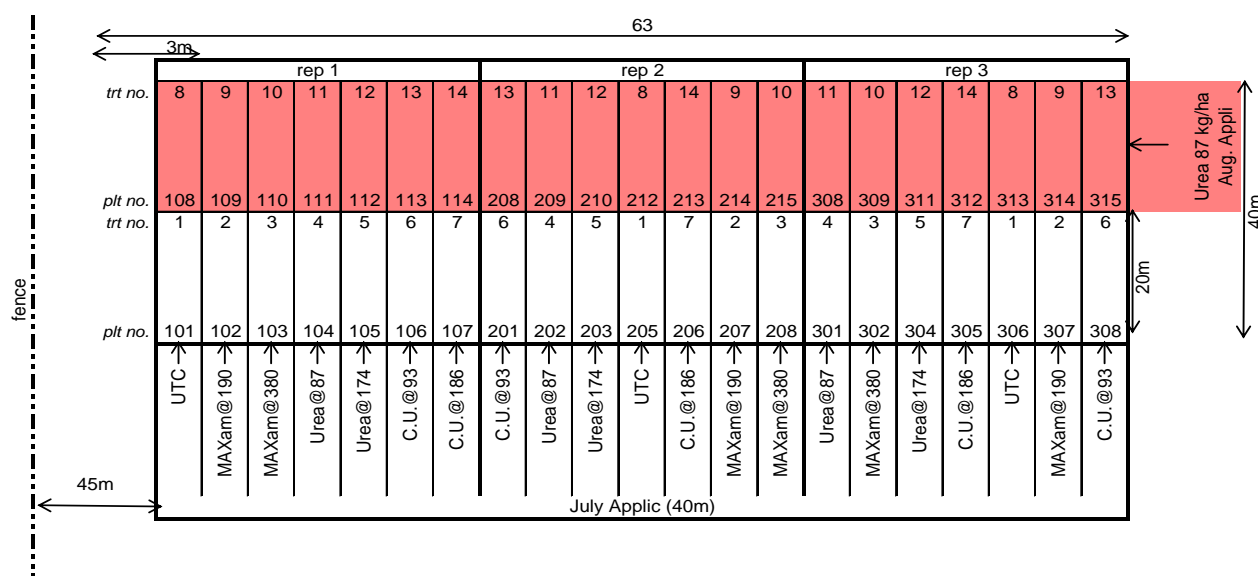 63
3m
rep 1 rep 2 rep 3
trt no. 8 9 10 11 12 13 14 13 11 12 8 14 9 10 11 10 12 14 8 9 13
Urea 87 kg/ha
Aug. Appli
plt no. 108 109 110 111 112 113 114 208 209 210 212 213 214 215 308 309 311 312 313 314 315
trt no. 1 2 3 4 5 6 7 6 4 5 1 7 2 3 4 3 5 7 1 2 6
40m
20m
fence
plt no. 101 102 103 104 105 106 107 201 202 203 205 206 207 208 301 302 304 305 306 307 308
UTC MAXam@190 MAXam@380 Urea@87 Urea@174 C.U.@93 C.U.@186 C.U.@93 Urea@87 Urea@174 UTC C.U.@186 MAXam@190 MAXam@380 Urea@87 MAXam@380 Urea@174 C.U.@186 UTC MAXam@190 C.U.@93
45m
July Applic (40m)